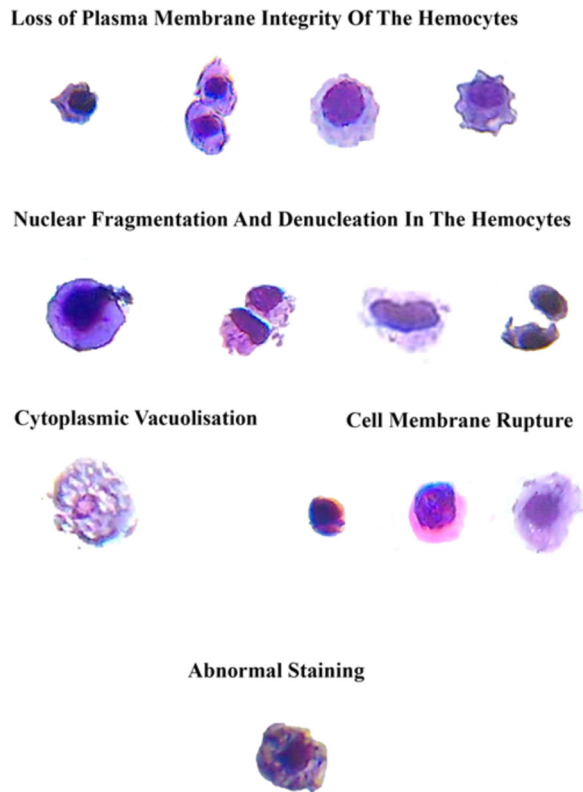 Loss of Plasma Membrane Integrity Of The Hemocytes
Nuclear Fragmentation And Denucleation In The Hemocytes
Cytoplasmic Vacuolisation
Cell Membrane Rupture
Abnormal Staining